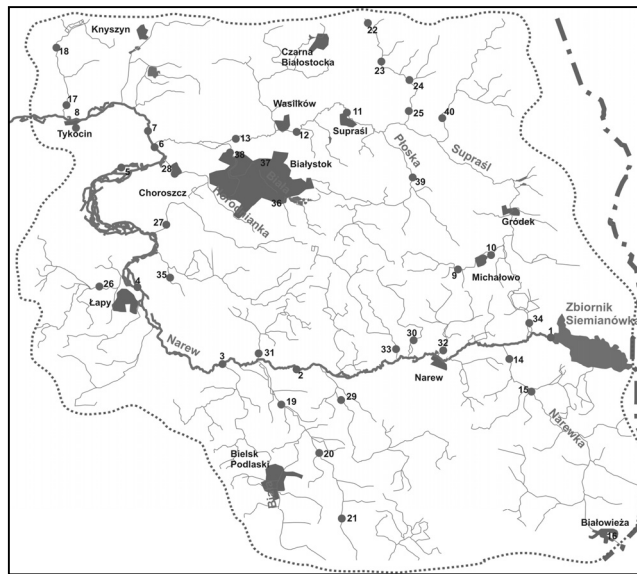 22
Knyszyn
18
Czarna
Białostocka
23
24
17
8
Wasilków
11
25
40
Tykocin
7
12
Supraśl
13
6
38
37
Białystok
Płoska
Supraśl
5
28
Choroszcz
39
36
Horodnianka
27
Gródek
10
9
Michałowo
35
26
4
Łapy
Zbiornik
Siemianówka
34
1
30
Narew
31
33
32
3
2
Narew
14
15
19
29
Narewka
20
Bielsk
Podlaski
21
Białowieża
16